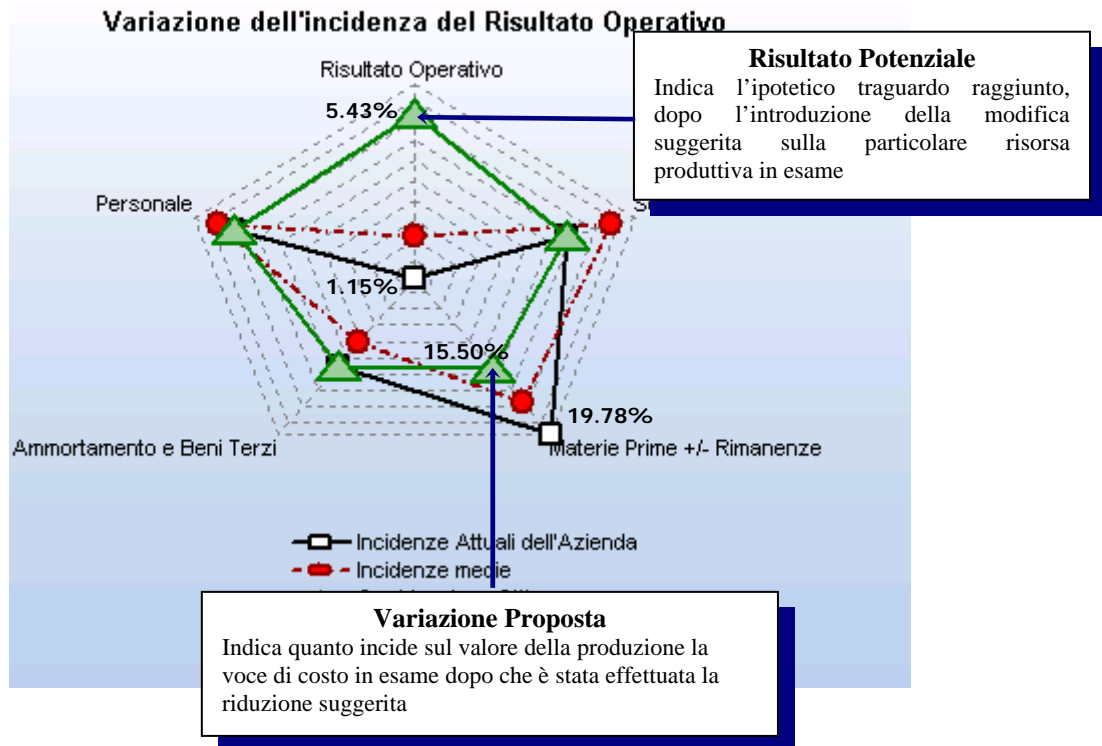 Variazione dell'incidenza del Risultato Operativo
Risultato Potenziale
Indica l'ipotetico traguardo raggiunto,
dopo l'introduzione della modifica
suggerita sulla particolare risorsa
produttiva in esame
Risultato Operativo
5.43%
Personale
1.15%
15.50%
19.78%
Ammortamento e Beni Terzi
Materie Prime +/- Rimanenze
Incidenze Attuali dell'Azienda
Incidenze medie
Variazione Proposta
Indica quanto incide sul valore della produzione la
voce di costo in esame dopo che è stata effettuata la
riduzione suggerita